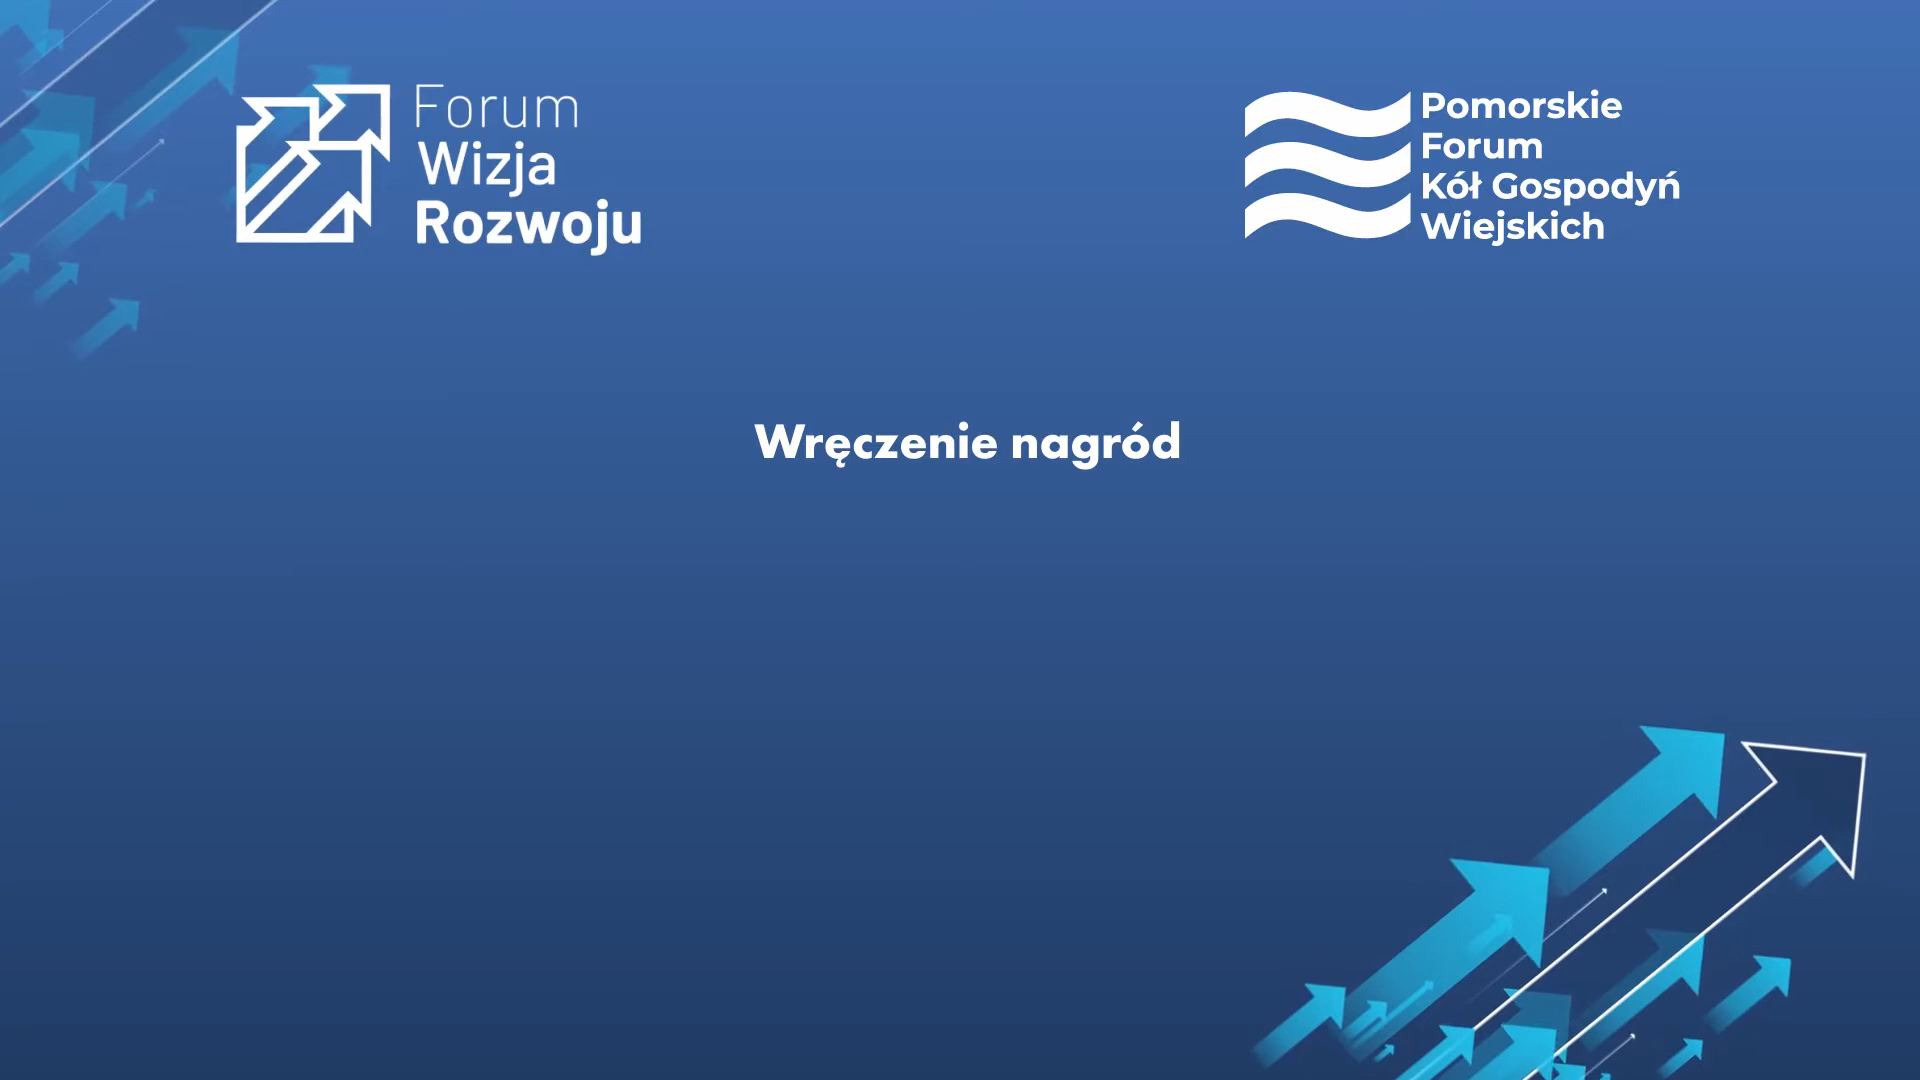 Forum
Wizja
Rozwoju
Pomorskie
Forum
Kół Gospodyń
Wiejskich
Wręczenie nagród